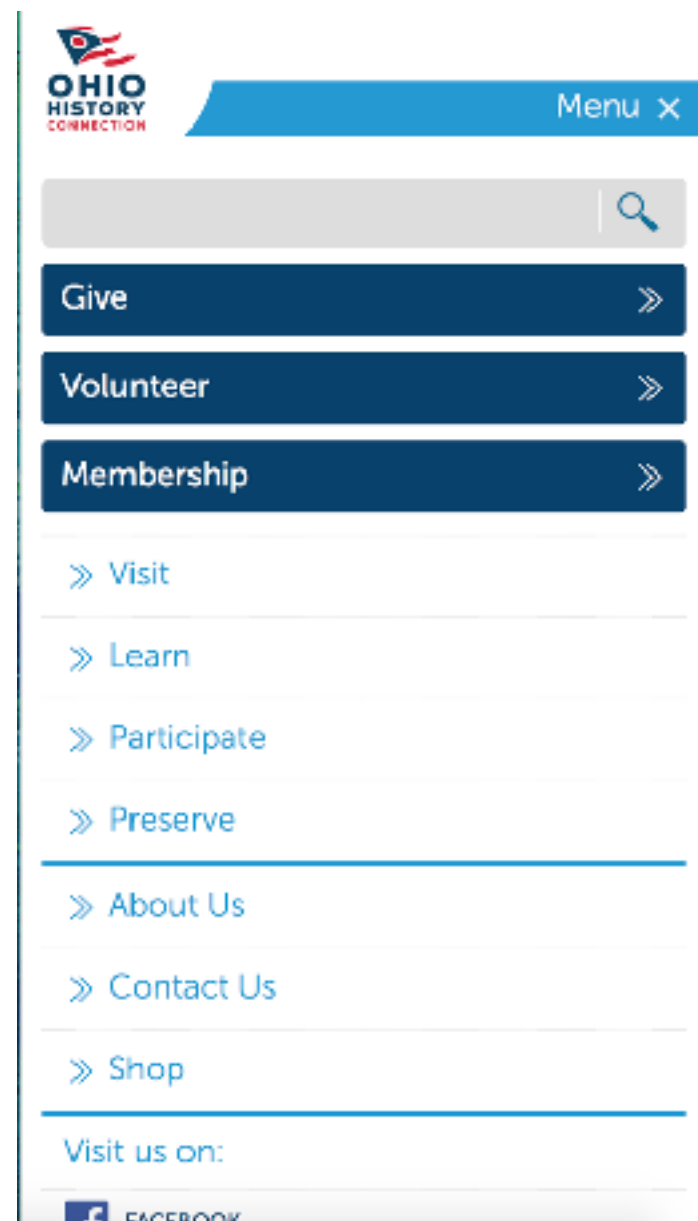 OHIO
HISTORY
CONNECTION
Menu ×
Give
Volunteer
Membership
Visit
Learn
Participate
Preserve
About Us
Contact Us
Shop
Visit us on:
FACEBOOK